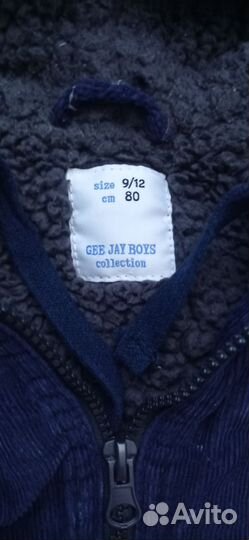 size 9/12
cm 80
GEE JAY BOYS
collection
Avito